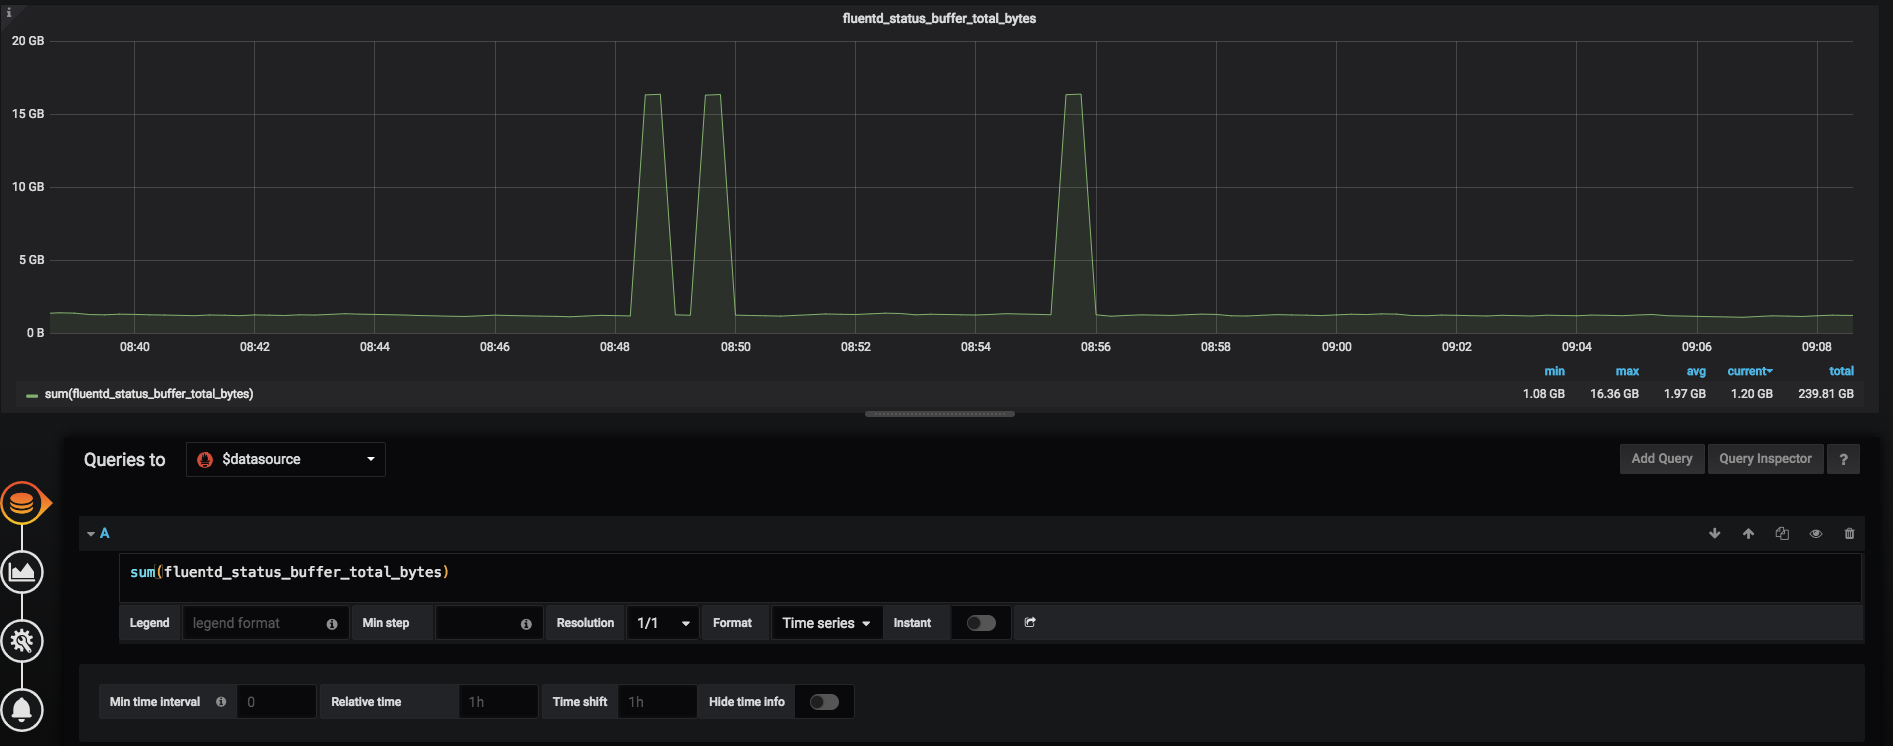 fluentd_status_buffer_total_bytes
20 GB
15 GB
10 GB
5 GB
0 B
08:40 08:42 08:44 08:46 08:48 08:50 08:52 08:54 08:56 08:58 09:00 09:02 09:04 09:06 09:08
min max avg current total
sum(fluentd_status_buffer_total_bytes) 1.08 GB 16.36 GB 1.97 GB 1.20 GB 239.81 GB
Queries to $datasource Add Query Query Inspector ?
A
sum(fluentd_status_buffer_total_bytes)
Legend legend format Min step Resolution 1/1 Format Time series Instant
Min time interval 0 Relative time 1h Time shift 1h Hide time info